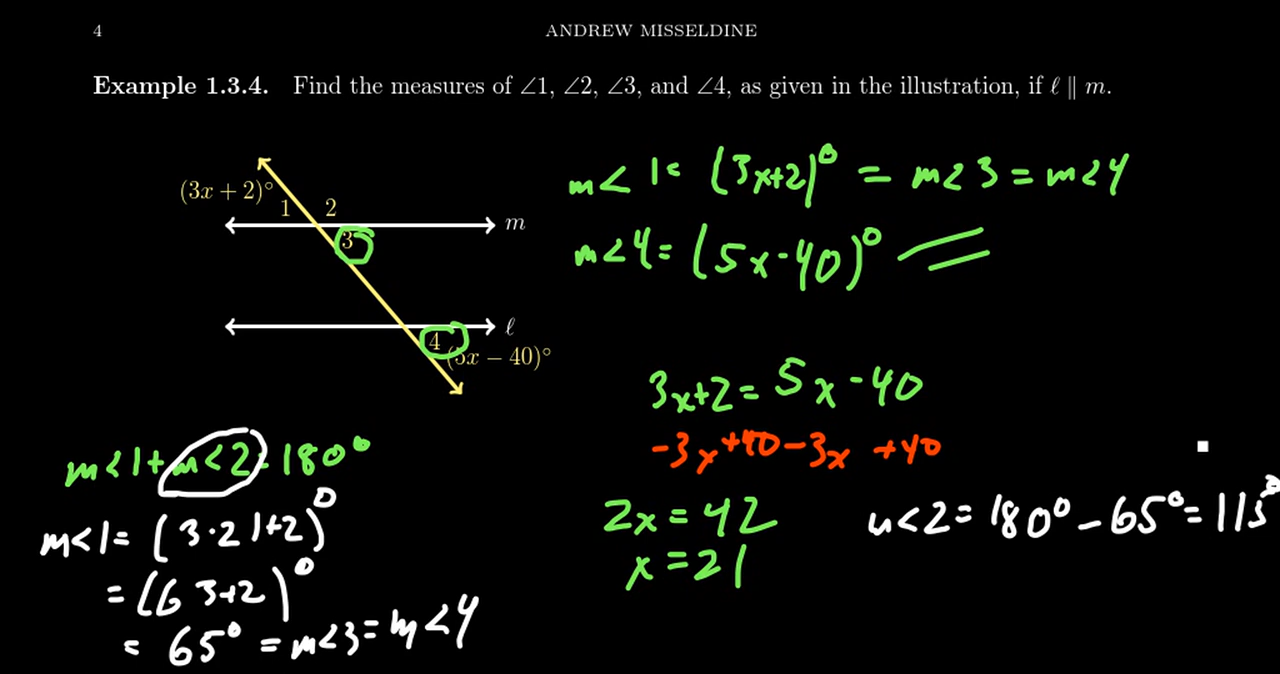 4 ANDREW MISSELDINE
Example 1.3.4. Find the measures of ∠1, ∠2, ∠3, and ∠4, as given in the illustration, if ℓ ∥ m.
(3x + 2)°
1 2
m
3
ℓ
4
(5x − 40)°
m<1= (3x+2)° = m<3 = m<4
m<4= (5x-40)° =
3x+2= 5x-40
-3x+40-3x +40
2x = 42
x = 21
m<1+m<2=180°
m<1= (3·21+2)°
= (63+2)°
= 65° = m<3= m<4
m<2= 180° - 65° = 115°